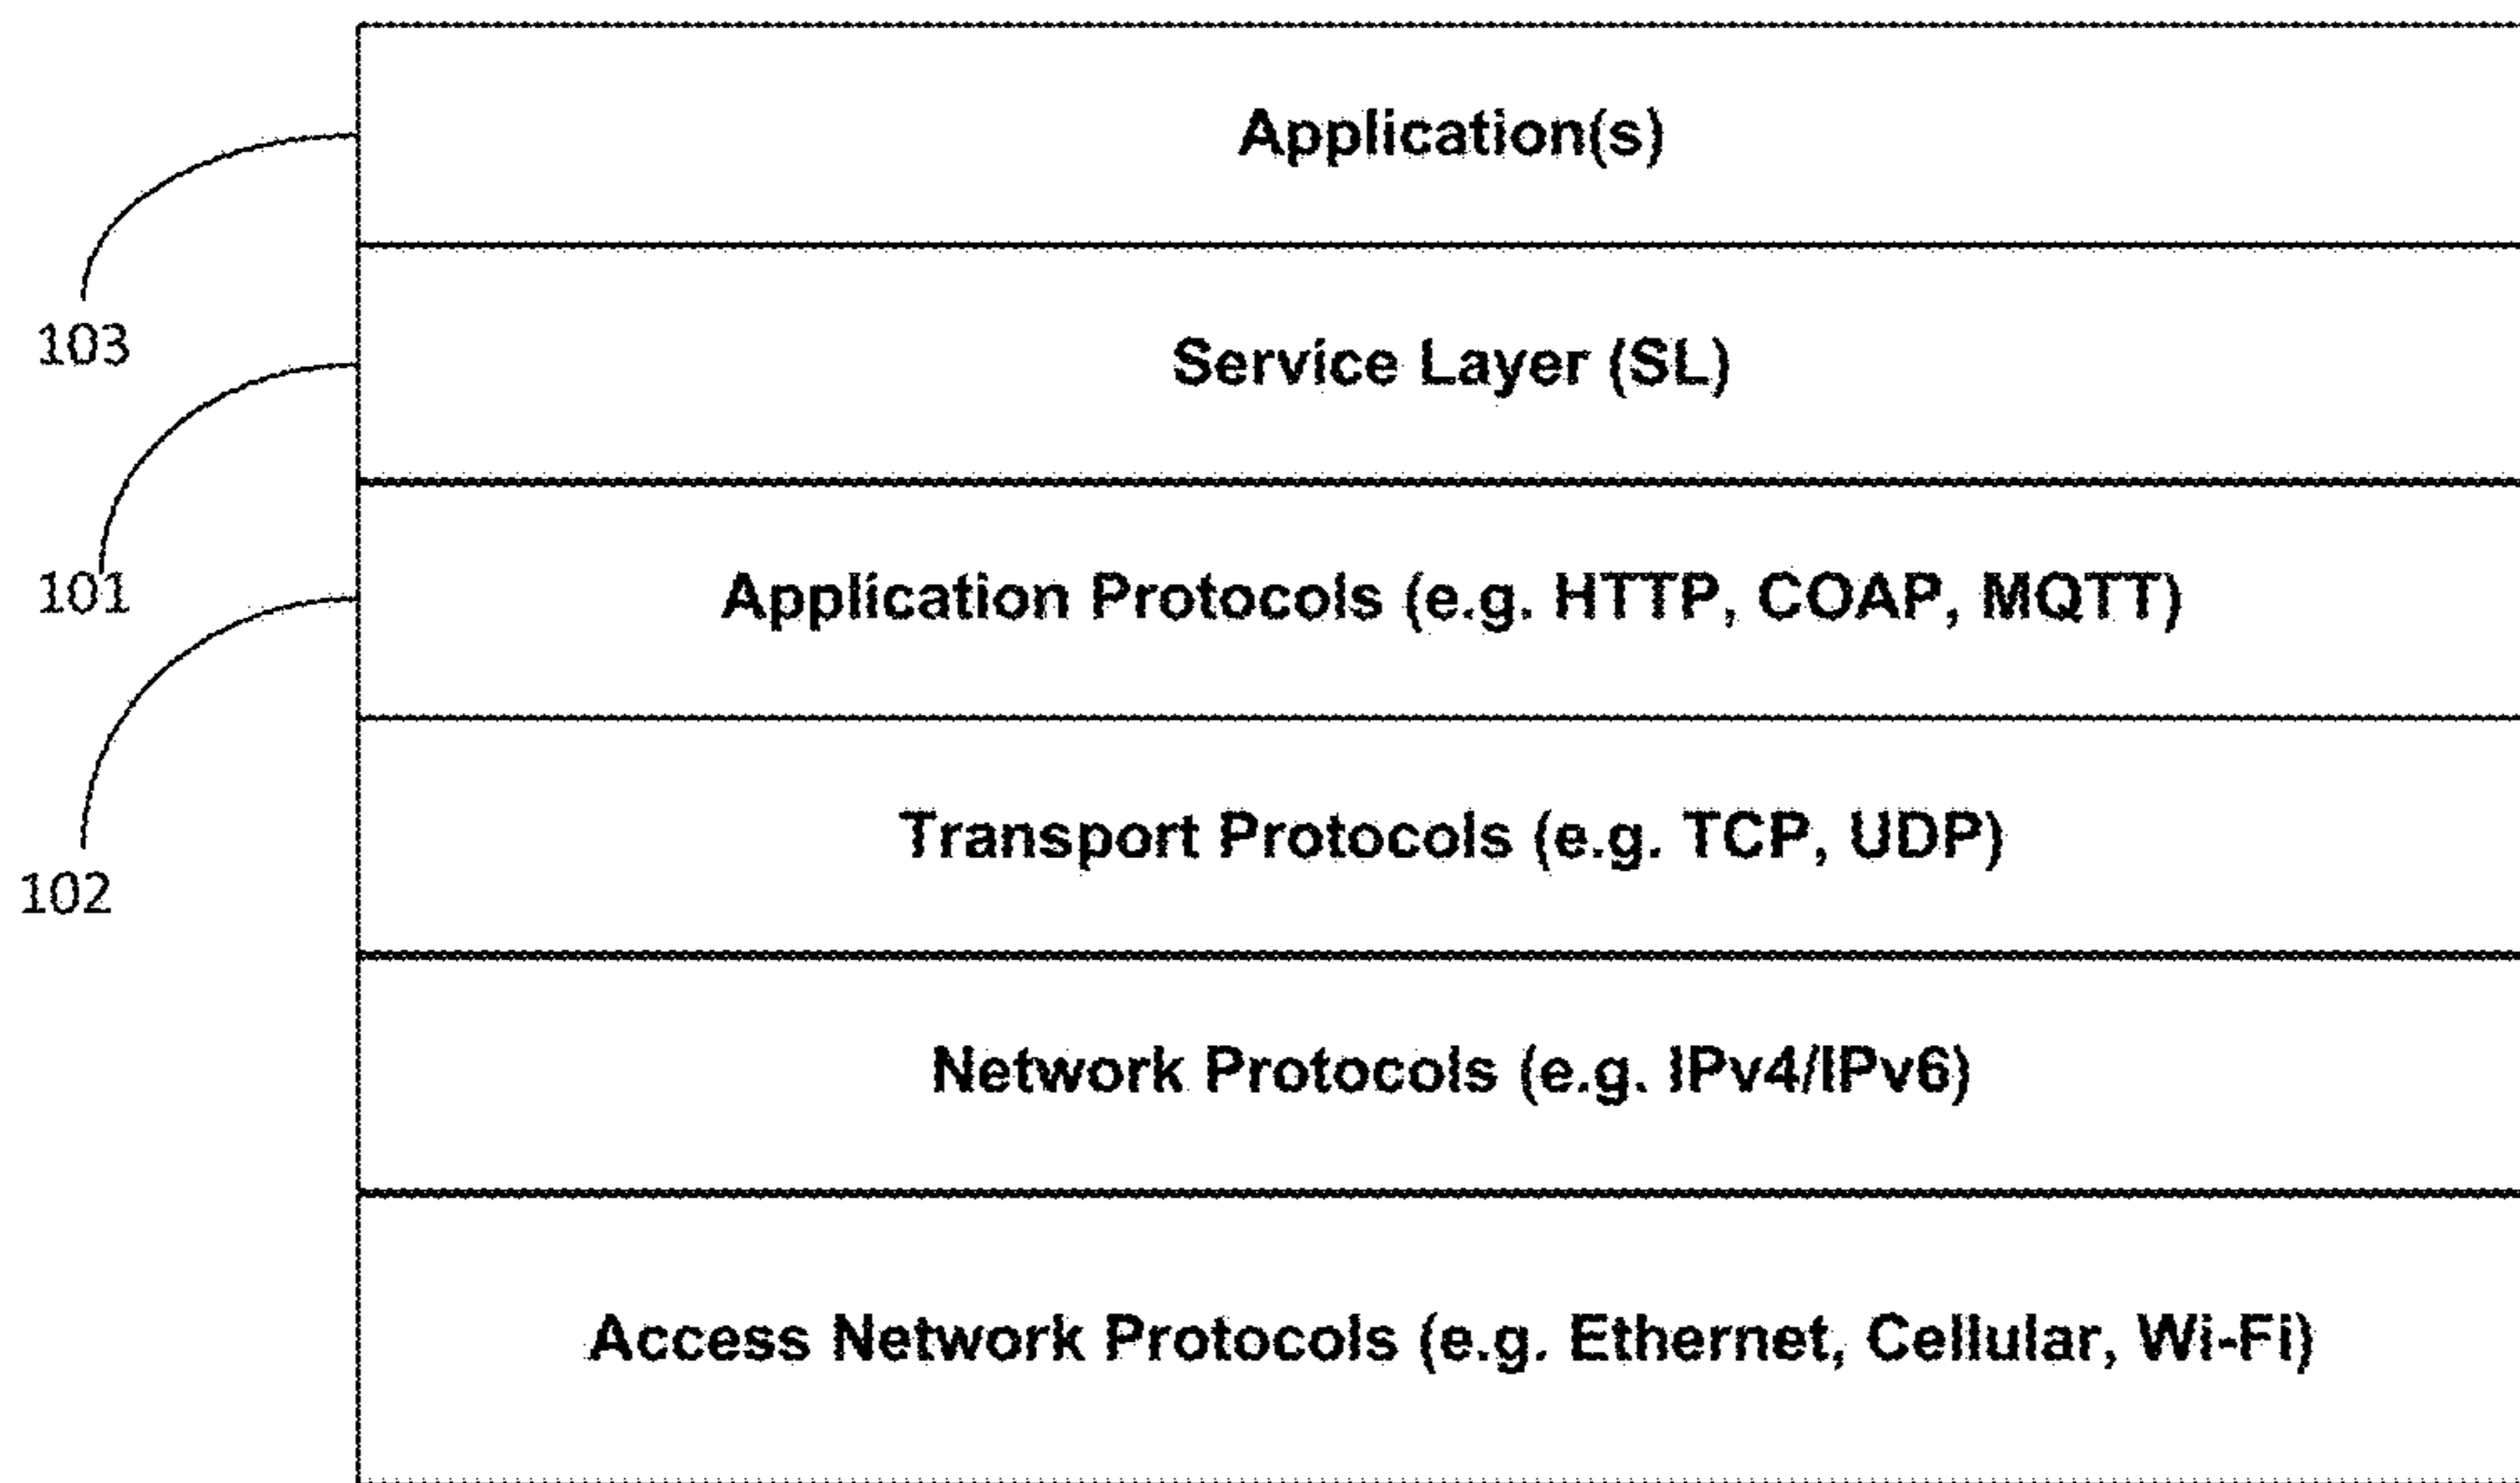 Application(s)
103
Service Layer (SL)
101
Application Protocols (e.g. HTTP, COAP, MQTT)
Transport Protocols (e.g. TCP, UDP)
102
Network Protocols (e.g. IPv4/IPv6)
Access Network Protocols (e.g. Ethernet, Cellular, Wi-Fi)